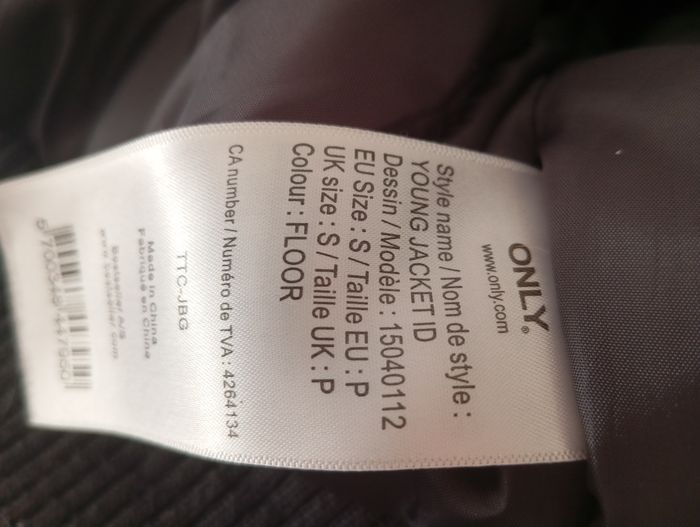 ONLY®
www.only.com
Style name / Nom de style :
YOUNG JACKET ID
Dessin / Modèle : 15040112
EU Size : S / Taille EU : P
UK size : S / Taille UK : P
Colour : FLOOR
CA number / Numéro de TVA : 4264134
TTC-JBG
Made in China
Fabriqué en China
Bestseller A/S
www.bestseller.com